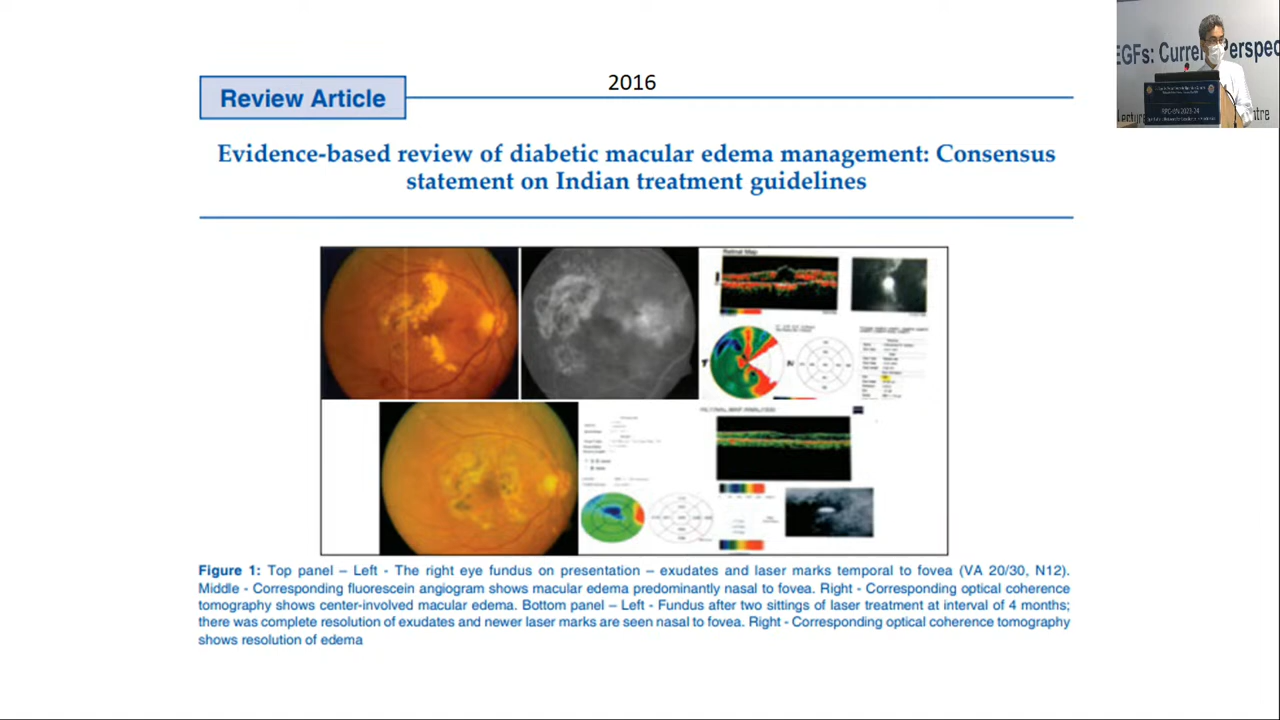 2016
Review Article
Evidence-based review of diabetic macular edema management: Consensus
statement on Indian treatment guidelines
EGFs: Current Perspec
Lecture
ntre
Retinal Map
Figure 1: Top panel – Left - The right eye fundus on presentation – exudates and laser marks temporal to fovea (VA 20/30, N12).
Middle - Corresponding fluorescein angiogram shows macular edema predominantly nasal to fovea. Right - Corresponding optical coherence
tomography shows center-involved macular edema. Bottom panel – Left - Fundus after two sittings of laser treatment at interval of 4 months;
there was complete resolution of exudates and newer laser marks are seen nasal to fovea. Right - Corresponding optical coherence tomography
shows resolution of edema